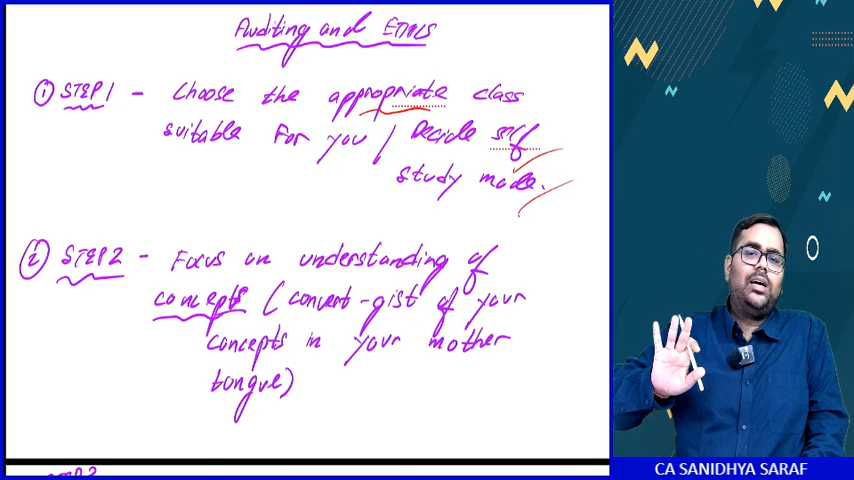 Auditing and
① STEP 1 - Choose the appropriate class
suitable for you / Decide self
study mode.
② STEP 2 - Focus on understanding of
concepts (convert - gist of your
concepts in your mother
tongue)
CA SANIDHYA SARAF